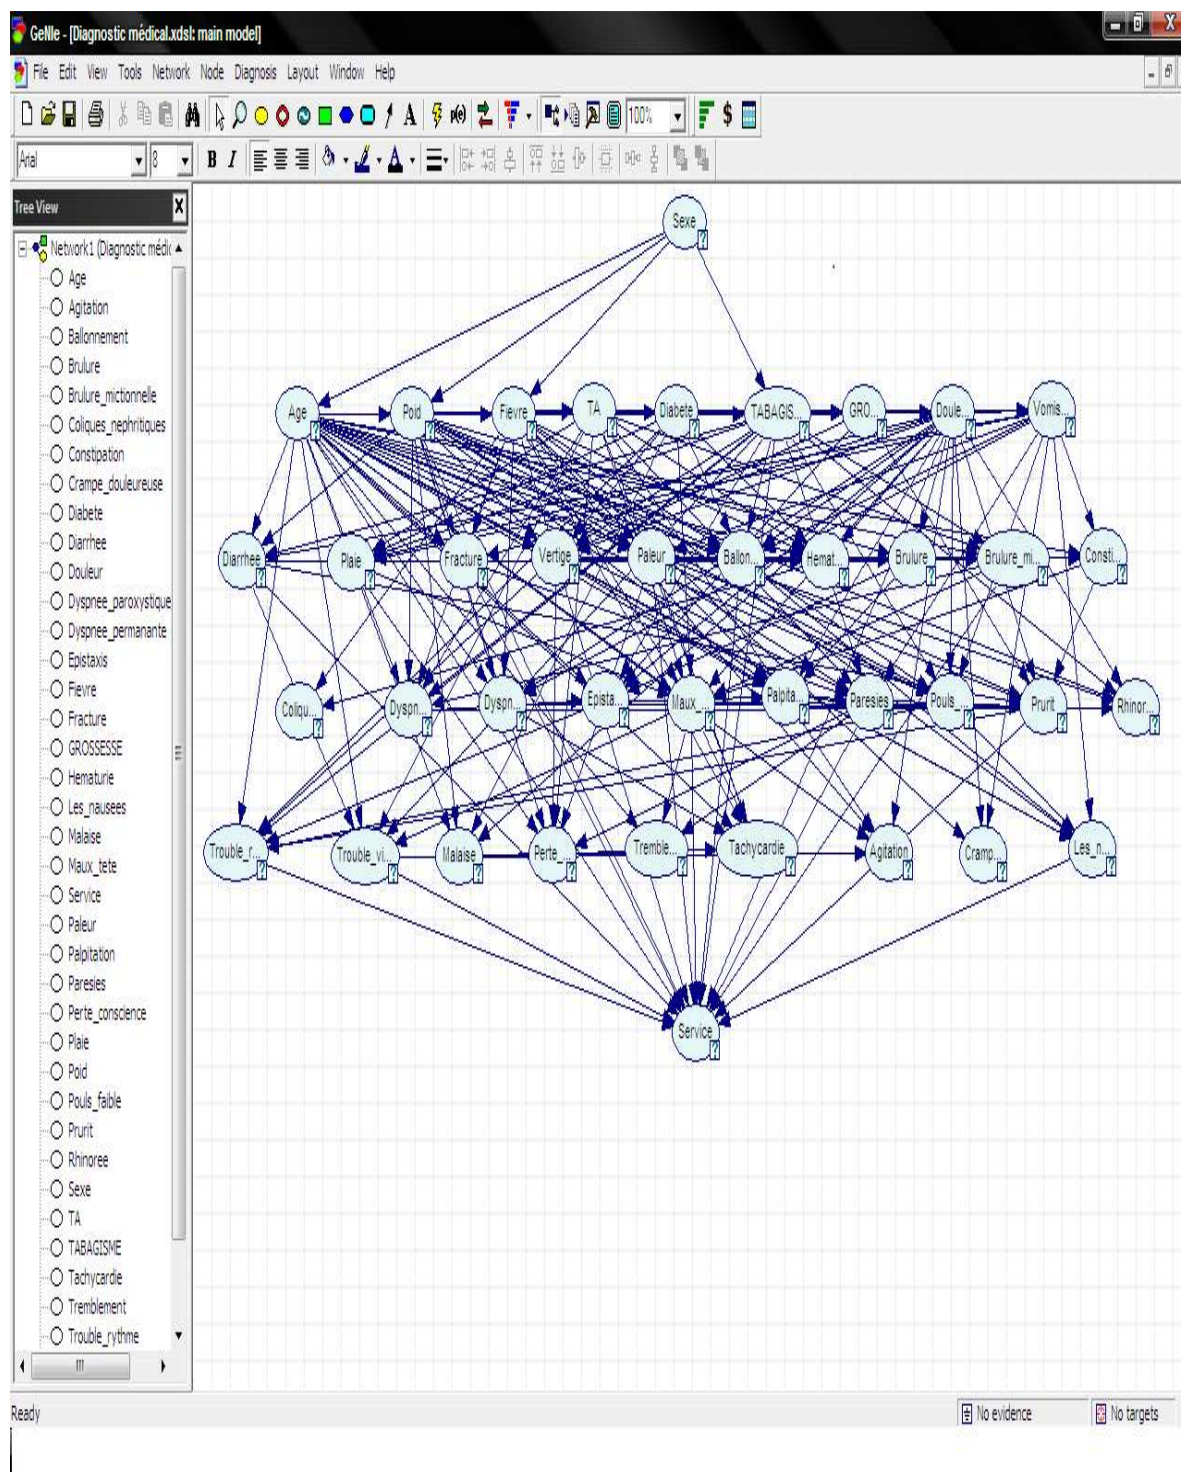 GeNIe - [Diagnostic médical.xdsl: main model]
File Edit View Tools Network Node Diagnosis Layout Window Help
A P(e) 100% $
Arial 8 B I A
Tree View
Network1 (Diagnostic médic
Age
Agitation
Ballonnement
Brulure
Brulure_mictionnelle
Coliques_nephritiques
Constipation
Crampe_douleureuse
Diabete
Diarrhee
Douleur
Dyspnee_paroxystique
Dyspnee_permanante
Epistaxis
Fievre
Fracture
GROSSESSE
Hematurie
Les_nausees
Malaise
Maux_tete
Service
Paleur
Palpitation
Paresies
Perte_conscience
Plaie
Poid
Pouls_faible
Prurit
Rhinoree
Sexe
TA
TABAGISME
Tachycardie
Tremblement
Trouble_rythme
Sexe
Age Poid Fievre TA Diabete TABAGIS... GRO... Doule... Vomis...
Diarrhee Plaie Fracture Vertige Paleur Ballon... Hemat... Brulure Brulure_mi... Consti...
Coliqu... Dyspn... Dyspn... Epista... Maux_... Palpita... Paresies Pouls_... Prurit Rhinor...
Trouble_r... Trouble_vi... Malaise Perte_... Tremble... Tachycardie Agitation Cramp... Les_n...
Service
Ready No evidence No targets